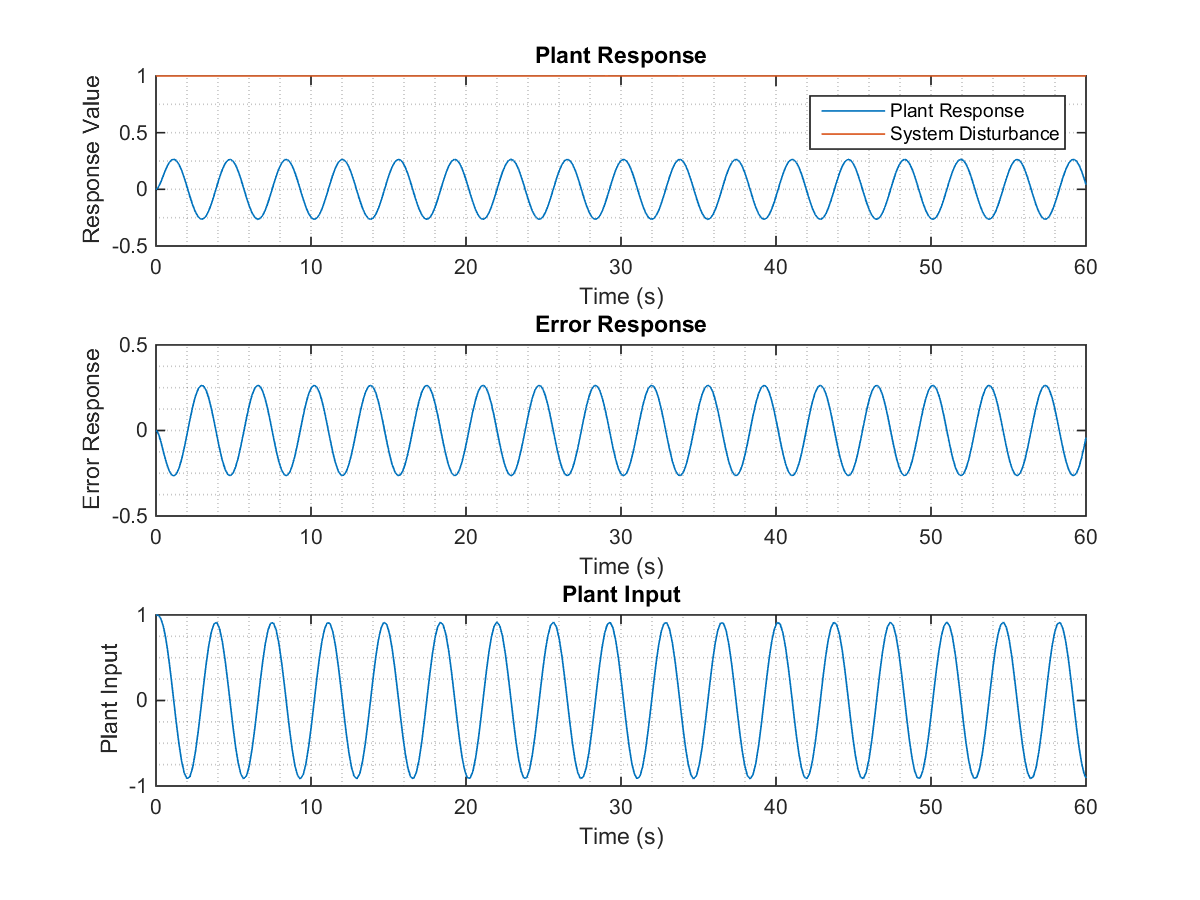 Plant Response
Response Value
1
0.5
0
-0.5
Plant Response
System Disturbance
0 10 20 30 40 50 60
Time (s)
Error Response
Error Response
0.5
0
-0.5
0 10 20 30 40 50 60
Time (s)
Plant Input
Plant Input
1
0
-1
0 10 20 30 40 50 60
Time (s)